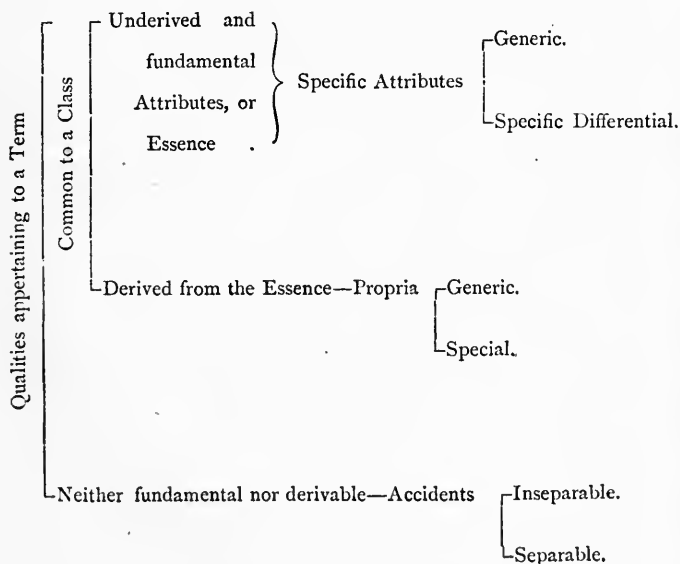 Qualities appertaining to a Term
Common to a Class
Underived and
fundamental
Attributes, or
Essence .
Specific Attributes
Generic.
Specific Differential.
Derived from the Essence—Propria
Generic.
Special.
Neither fundamental nor derivable—Accidents
Inseparable.
Separable.